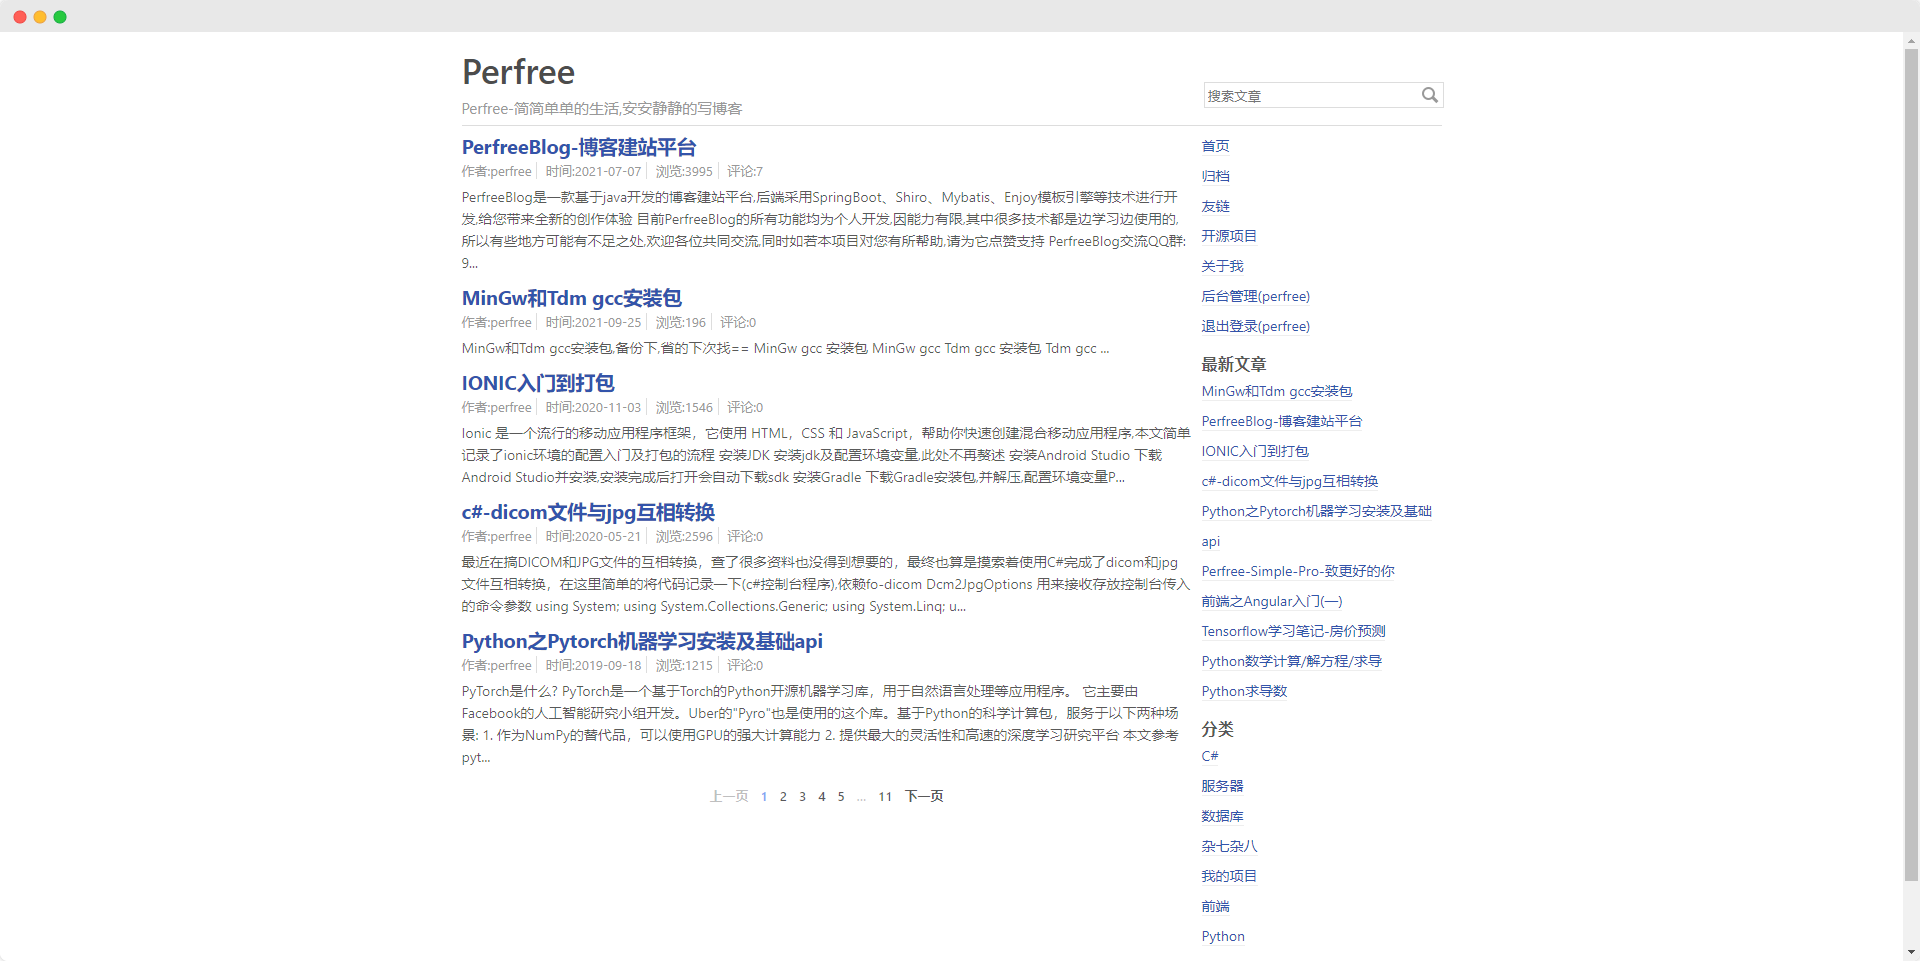 Perfree
Perfree-简简单单的生活,安安静静的写博客
搜索文章
PerfreeBlog-博客建站平台
作者:perfree 时间:2021-07-07 浏览:3995 评论:7
PerfreeBlog是一款基于java开发的博客建站平台,后端采用SpringBoot、Shiro、Mybatis、Enjoy模板引擎等技术进行开
发,给您带来全新的创作体验 目前PerfreeBlog的所有功能均为个人开发,因能力有限,其中很多技术都是边学习边使用的,
所以有些地方可能有不足之处,欢迎各位共同交流,同时如若本项目对您有所帮助,请为它点赞支持 PerfreeBlog交流QQ群:
9...
MinGw和Tdm gcc安装包
作者:perfree 时间:2021-09-25 浏览:196 评论:0
MinGw和Tdm gcc安装包,备份下,省的下次找== MinGw gcc 安装包 MinGw gcc Tdm gcc 安装包 Tdm gcc ...
IONIC入门到打包
作者:perfree 时间:2020-11-03 浏览:1546 评论:0
Ionic 是一个流行的移动应用程序框架，它使用 HTML，CSS 和 JavaScript，帮助你快速创建混合移动应用程序,本文简单
记录了ionic环境的配置入门及打包的流程 安装JDK 安装jdk及配置环境变量,此处不再赘述 安装Android Studio 下载
Android Studio并安装,安装完成后打开会自动下载sdk 安装Gradle 下载Gradle安装包,并解压,配置环境变量P...
c#-dicom文件与jpg互相转换
作者:perfree 时间:2020-05-21 浏览:2596 评论:0
最近在搞DICOM和JPG文件的互相转换，查了很多资料也没得到想要的，最终也算是摸索着使用C#完成了dicom和jpg
文件互相转换，在这里简单的将代码记录一下(c#控制台程序),依赖fo-dicom Dcm2JpgOptions 用来接收存放控制台传入
的命令参数 using System; using System.Collections.Generic; using System.Linq; u...
Python之Pytorch机器学习安装及基础api
作者:perfree 时间:2019-09-18 浏览:1215 评论:0
PyTorch是什么? PyTorch是一个基于Torch的Python开源机器学习库，用于自然语言处理等应用程序。 它主要由
Facebook的人工智能研究小组开发。Uber的"Pyro"也是使用的这个库。基于Python的科学计算包，服务于以下两种场
景: 1. 作为NumPy的替代品，可以使用GPU的强大计算能力 2. 提供最大的灵活性和高速的深度学习研究平台 本文参考
pyt...
上一页 1 2 3 4 5 ... 11 下一页
首页
归档
友链
开源项目
关于我
后台管理(perfree)
退出登录(perfree)
最新文章
MinGw和Tdm gcc安装包
PerfreeBlog-博客建站平台
IONIC入门到打包
c#-dicom文件与jpg互相转换
Python之Pytorch机器学习安装及基础
api
Perfree-Simple-Pro-致更好的你
前端之Angular入门(一)
Tensorflow学习笔记-房价预测
Python数学计算/解方程/求导
Python求导数
分类
C#
服务器
数据库
杂七杂八
我的项目
前端
Python